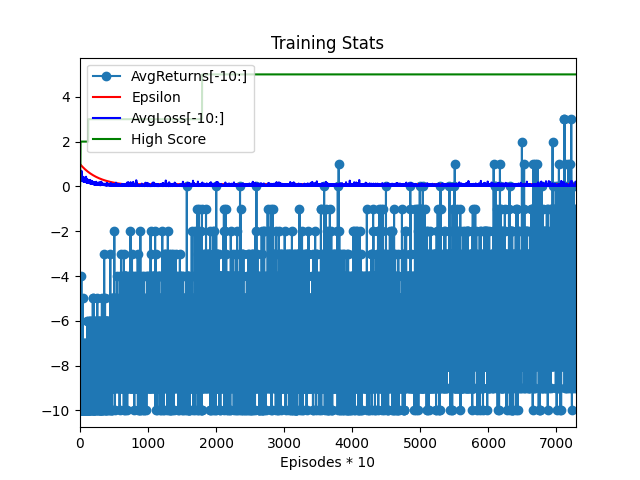 Training Stats
AvgReturns[-10:]
Epsilon
AvgLoss[-10:]
High Score
4
2
0
−2
−4
−6
−8
−10
0 1000 2000 3000 4000 5000 6000 7000
Episodes * 10